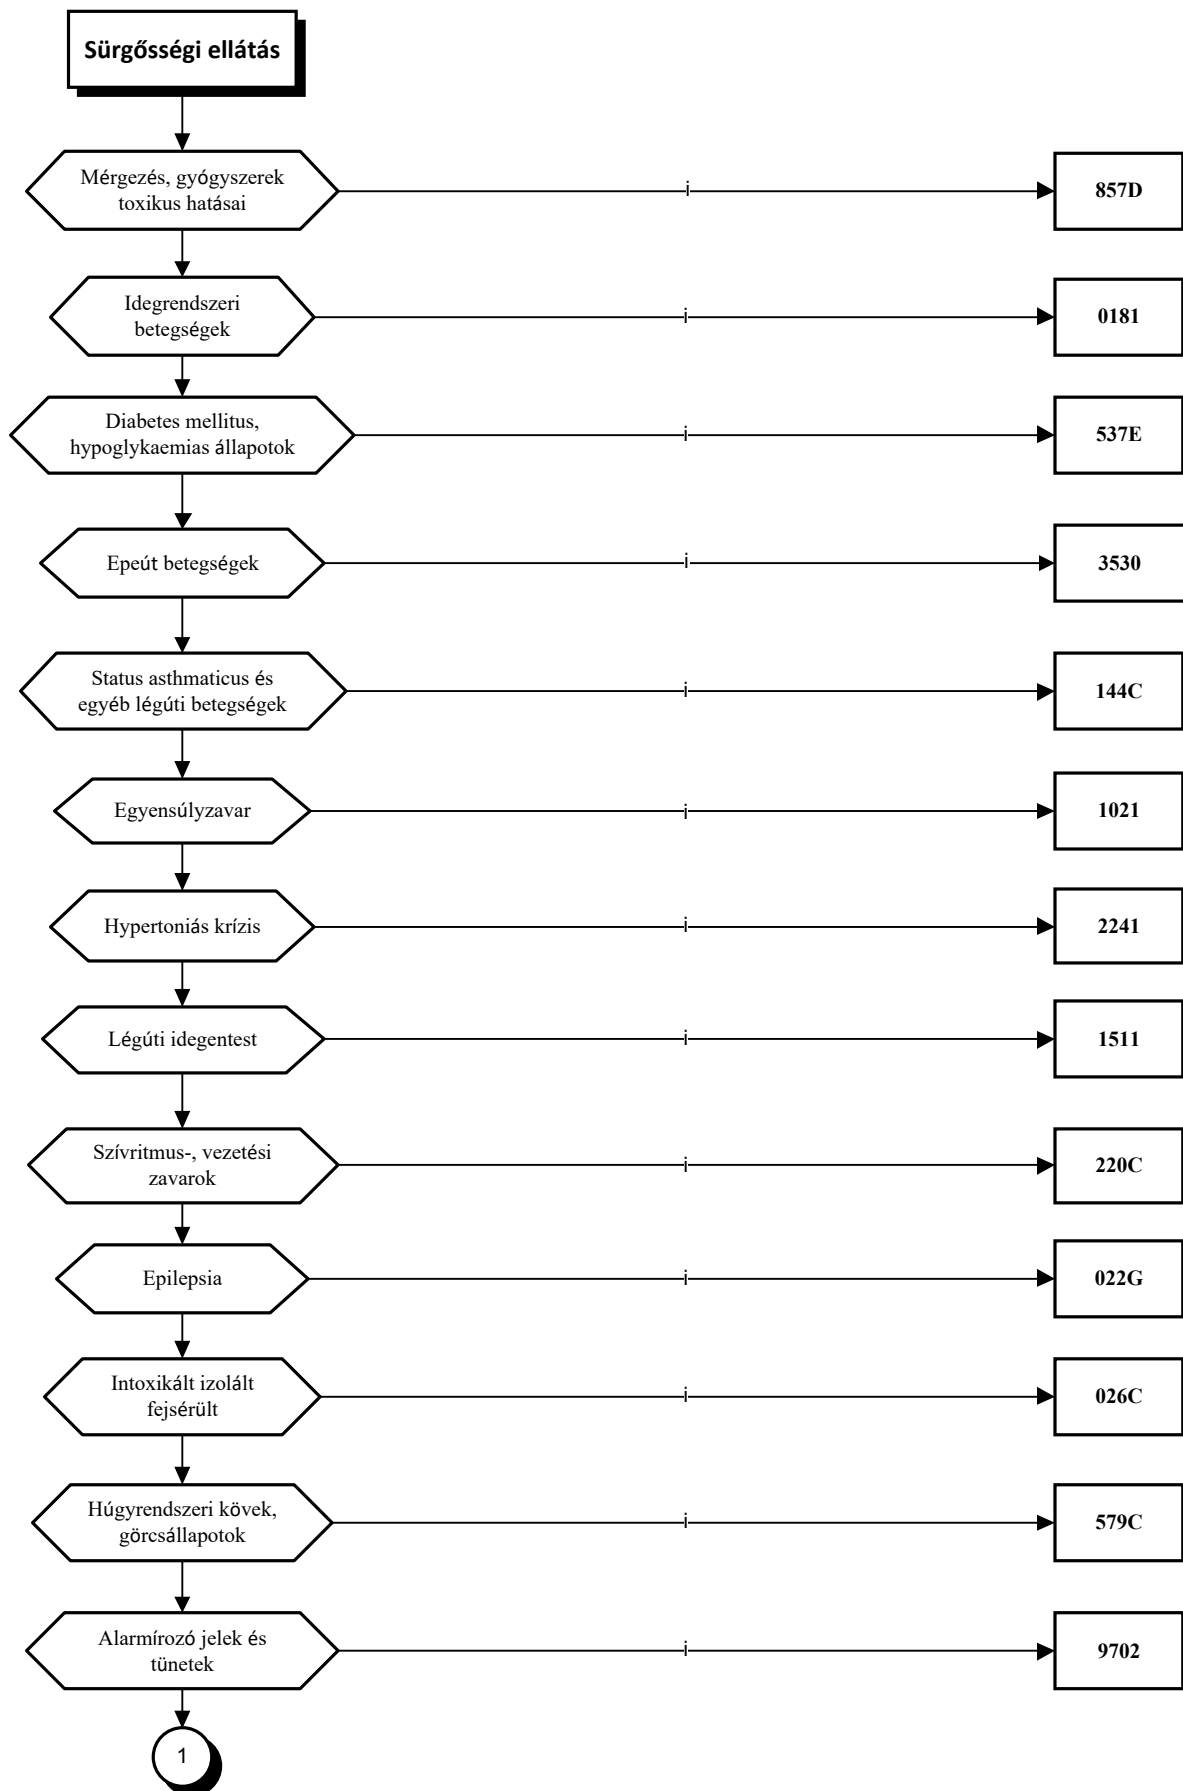 Sürgősségi ellátás
Mérgezés, gyógyszerek
toxikus hatásai
i
857D
Idegrendszeri
betegségek
i
0181
Diabetes mellitus,
hypoglykaemias állapotok
i
537E
Epeút betegségek
i
3530
Status asthmaticus és
egyéb légúti betegségek
i
144C
Egyensúlyzavar
i
1021
Hypertoniás krízis
i
2241
Légúti idegentest
i
1511
Szívritmus-, vezetési
zavarok
i
220C
Epilepsia
i
022G
Intoxikált izolált
fejsérült
i
026C
Húgyrendszeri kövek,
görcsállapotok
i
579C
Alarmírozó jelek és
tünetek
i
9702
1